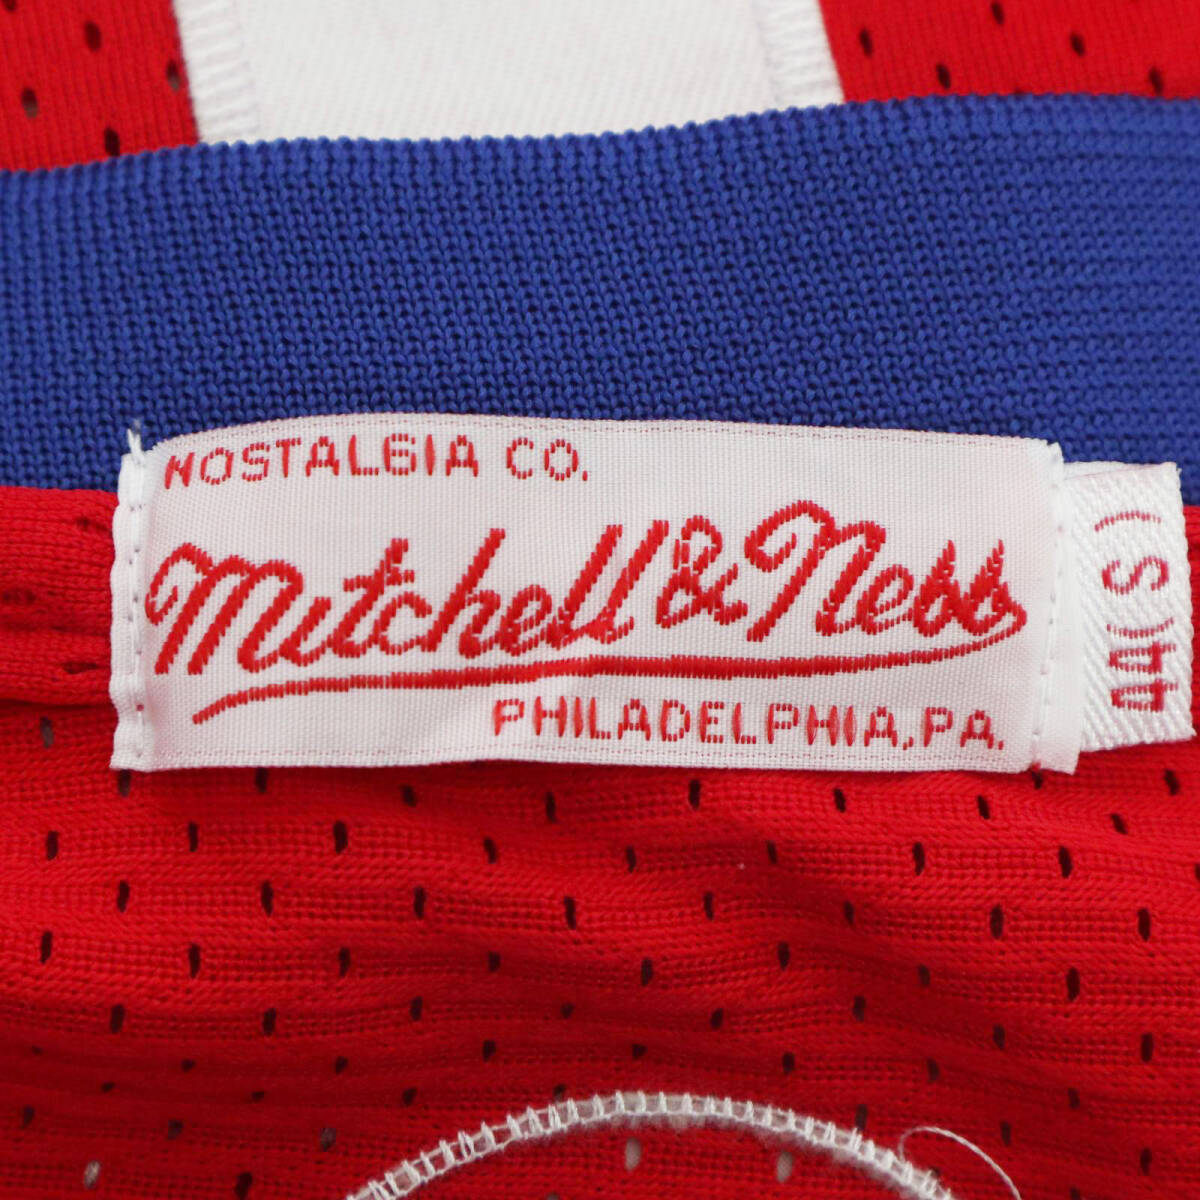 NOSTALGIA CO.
Mitchell & Ness
PHILADELPHIA, PA.
44(S)